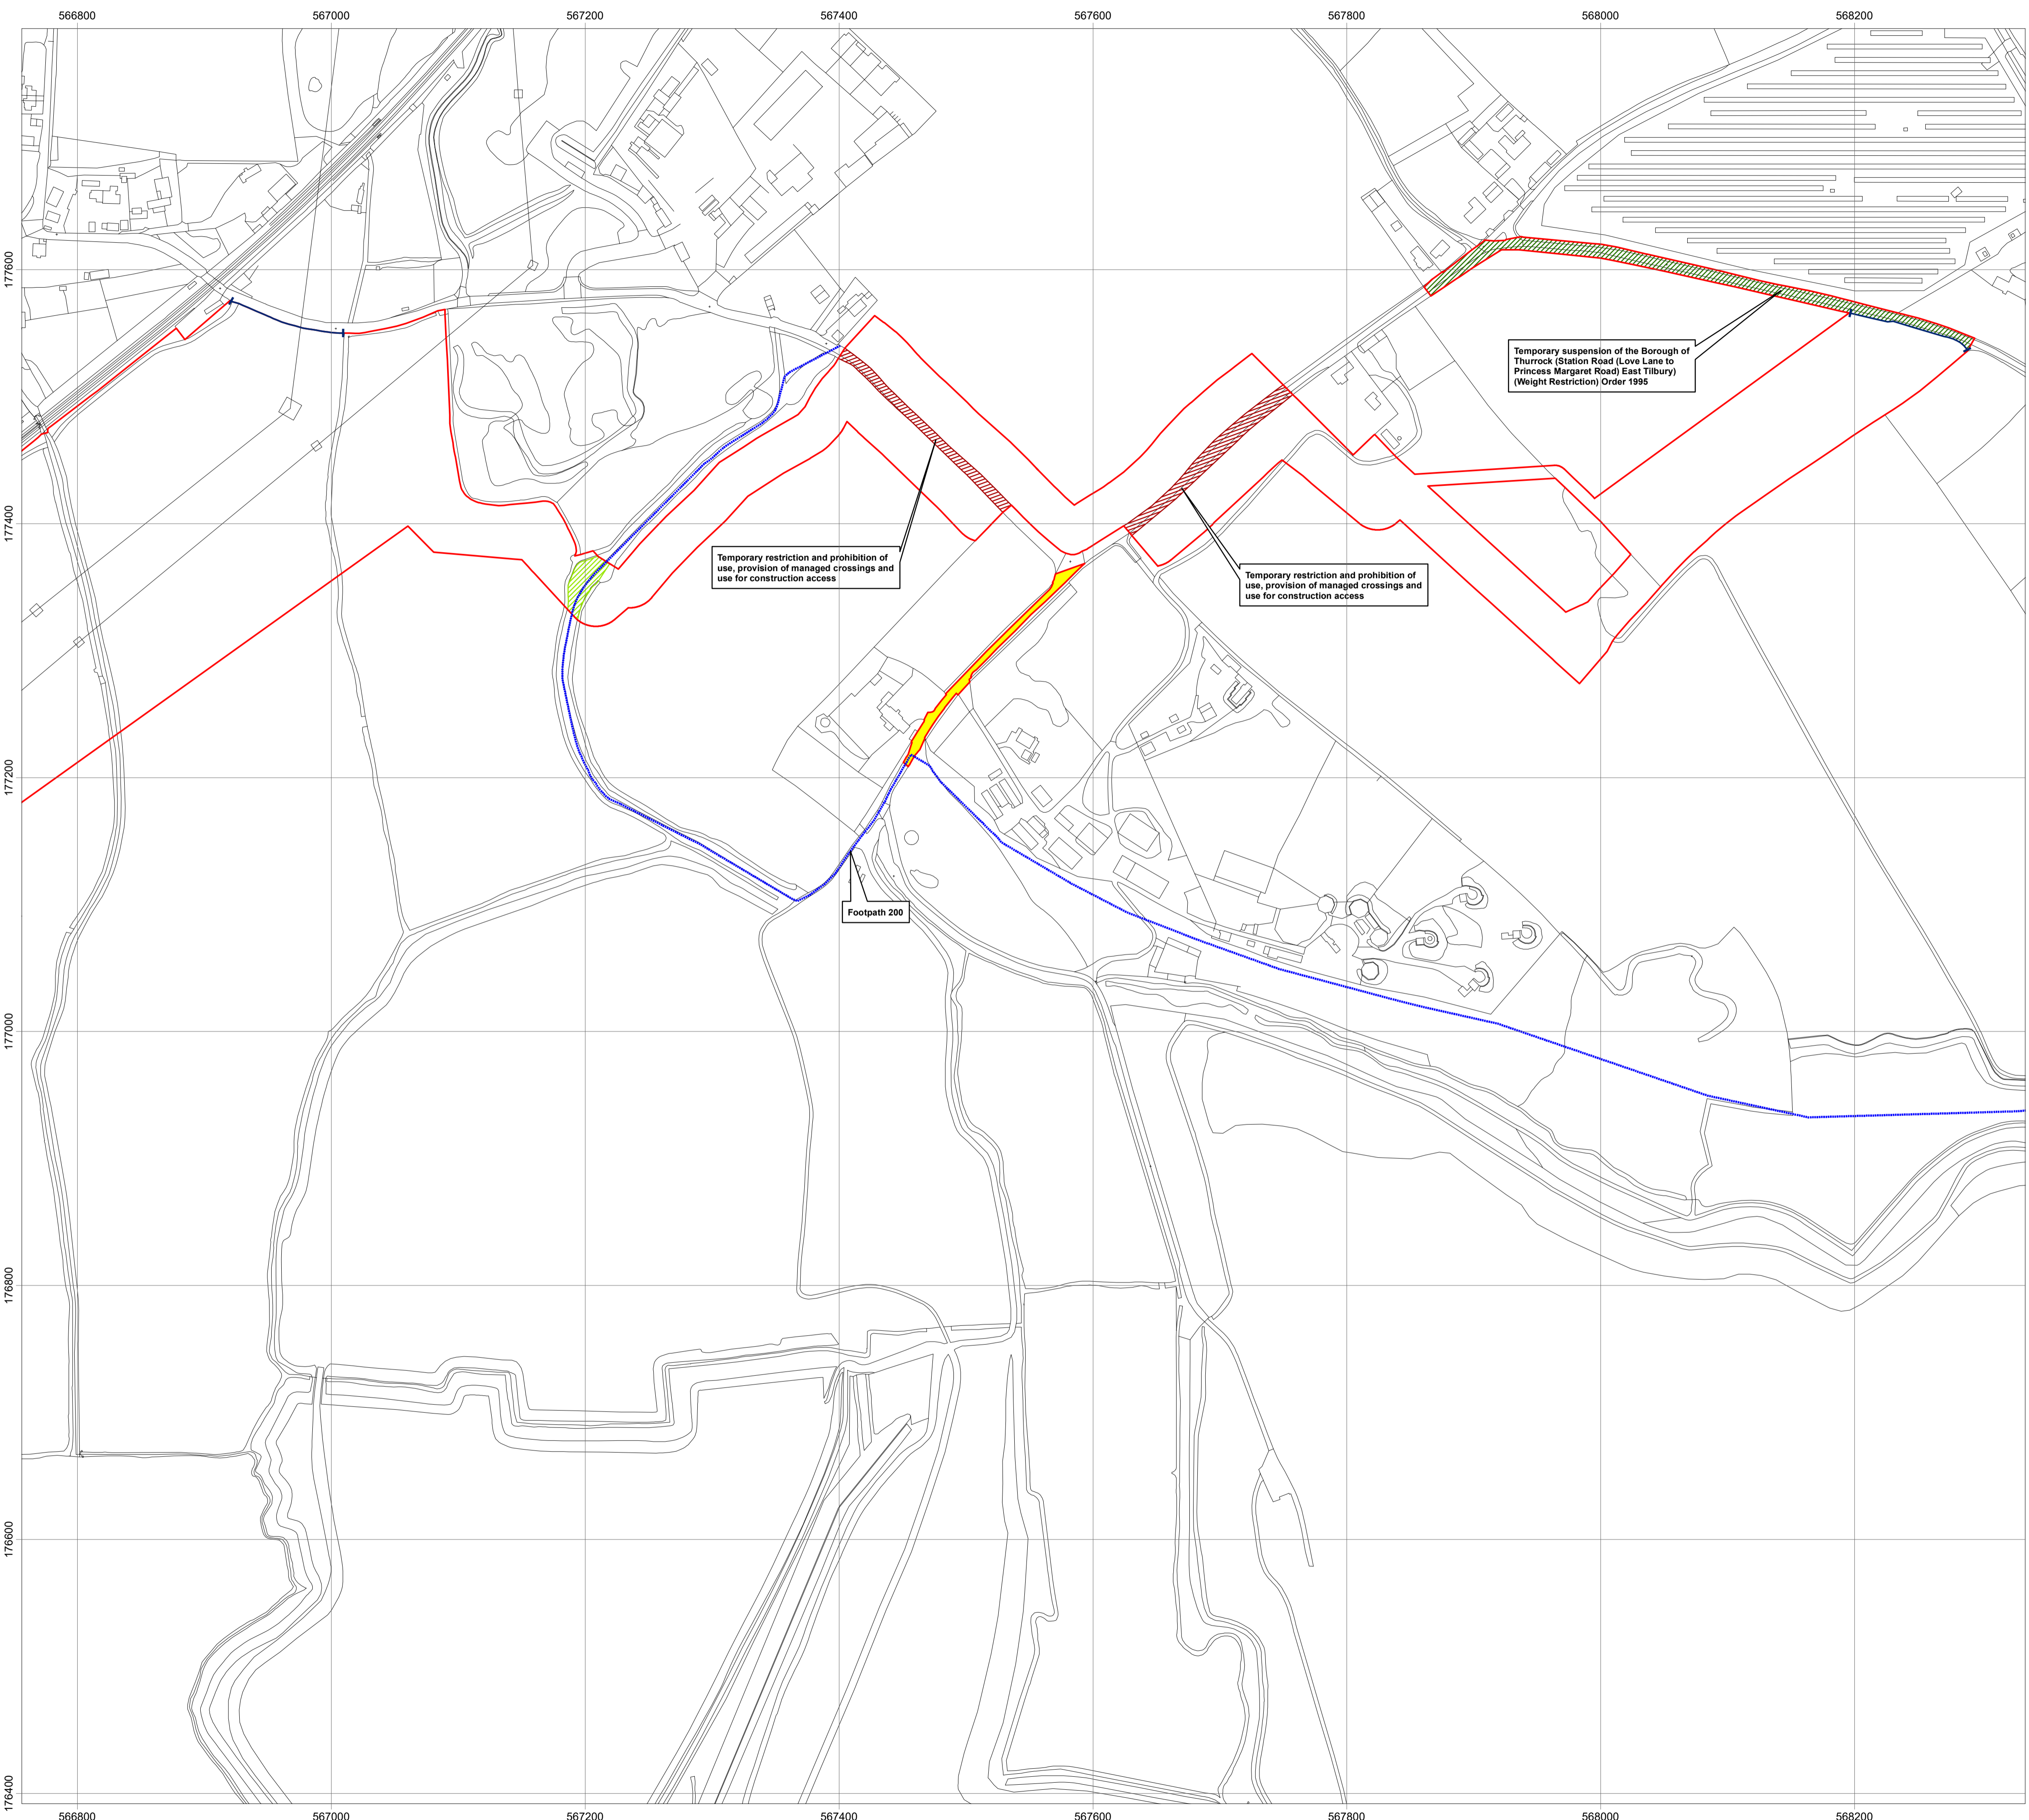 566800 567000 567200 567400 567600 567800 568000 568200
177600
177400
177200
177000
176800
176600
176400
Temporary suspension of the Borough of
Thurrock (Station Road (Love Lane to
Princess Margaret Road) East Tilbury)
(Weight Restriction) Order 1995
Temporary restriction and prohibition of
use, provision of managed crossings and
use for construction access
Temporary restriction and prohibition of
use, provision of managed crossings and
use for construction access
Footpath 200
566800 567000 567200 567400 567600 567800 568000 568200